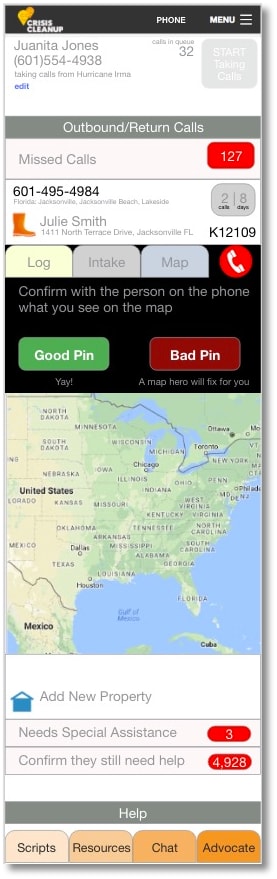 CRISIS
CLEANUP
PHONE
MENU
Juanita Jones
(601)554-4938
taking calls from Hurricane Irma
edit
calls in queue
32
START
Taking
Calls
Outbound/Return Calls
Missed Calls
127
601-495-4984
Florida: Jacksonville, Jacksonville Beach, Lakeside
2 | 8
calls days
Julie Smith
1411 North Terrace Drive, Jacksonville FL
K12109
Log
Intake
Map
Confirm with the person on the phone
what you see on the map
Good Pin
Bad Pin
Yay!
A map hero will fix for you
NORTH
DAKOTA
MINNESOTA
SOUTH
DAKOTA
WISCONSIN
MICHIGAN
Ottawa
Toronto
NEW YORK
IOWA
Chicago
NEBRASKA
ILLINOIS
OHIO
PENN
Philade
United States
KANSAS
MISSOURI
KENTUCKY
VIRGINIA
OKLAHOMA
TENNESSEE
NORTH
CAROLINA
ARKANSAS
MISSISSIPPI
SOUTH
CAROLINA
Dallas
ALABAMA
TEXAS
GEORGIA
LOUISIANA
Houston
FLORIDA
Gulf of
Mexico
Mexico
Cuba
Add New Property
Needs Special Assistance
3
Confirm they still need help
4,928
Help
Scripts
Resources
Chat
Advocate